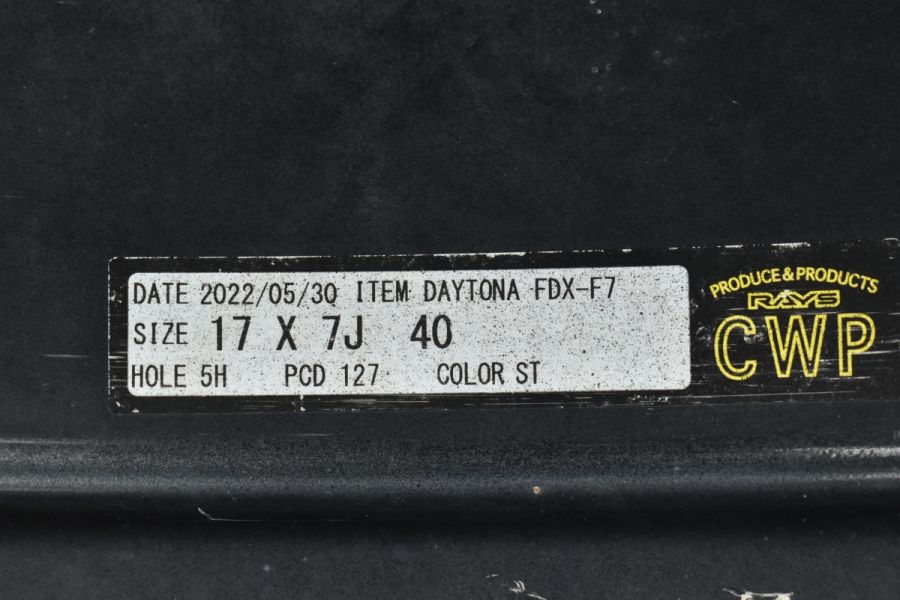 DATE 2022/05/30 ITEM DAYTONA FDX-F7
SIZE 17 X 7J 40
HOLE 5H PCD 127 COLOR ST
PRODUCE & PRODUCTS
RAYS
CWP